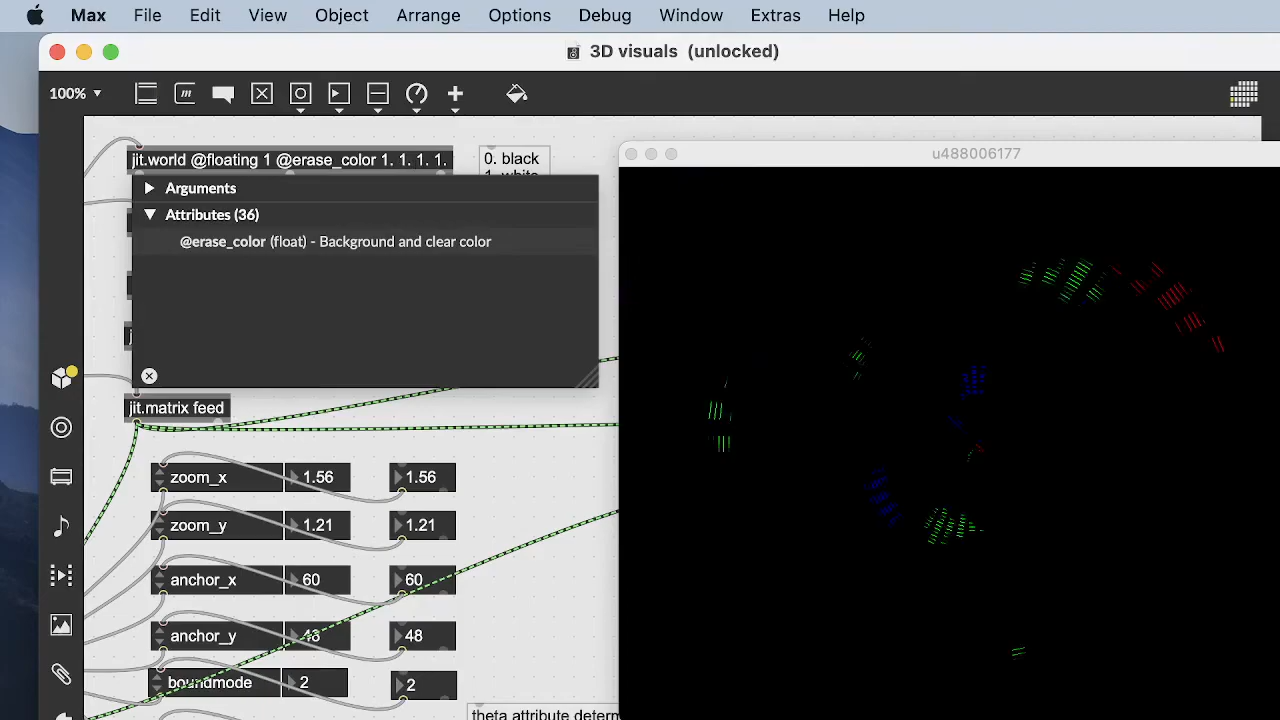 Max File Edit View Object Arrange Options Debug Window Extras Help
3D visuals (unlocked)
100%
jit.world @floating 1 @erase_color 1. 1. 1. 1.
0. black
1. white
u488006177
Arguments
Attributes (36)
@erase_color (float) - Background and clear color
jit.matrix feed
zoom_x 1.56 1.56
zoom_y 1.21 1.21
anchor_x 60 60
anchor_y 48 48
boundmode 2 2
theta attribute determ